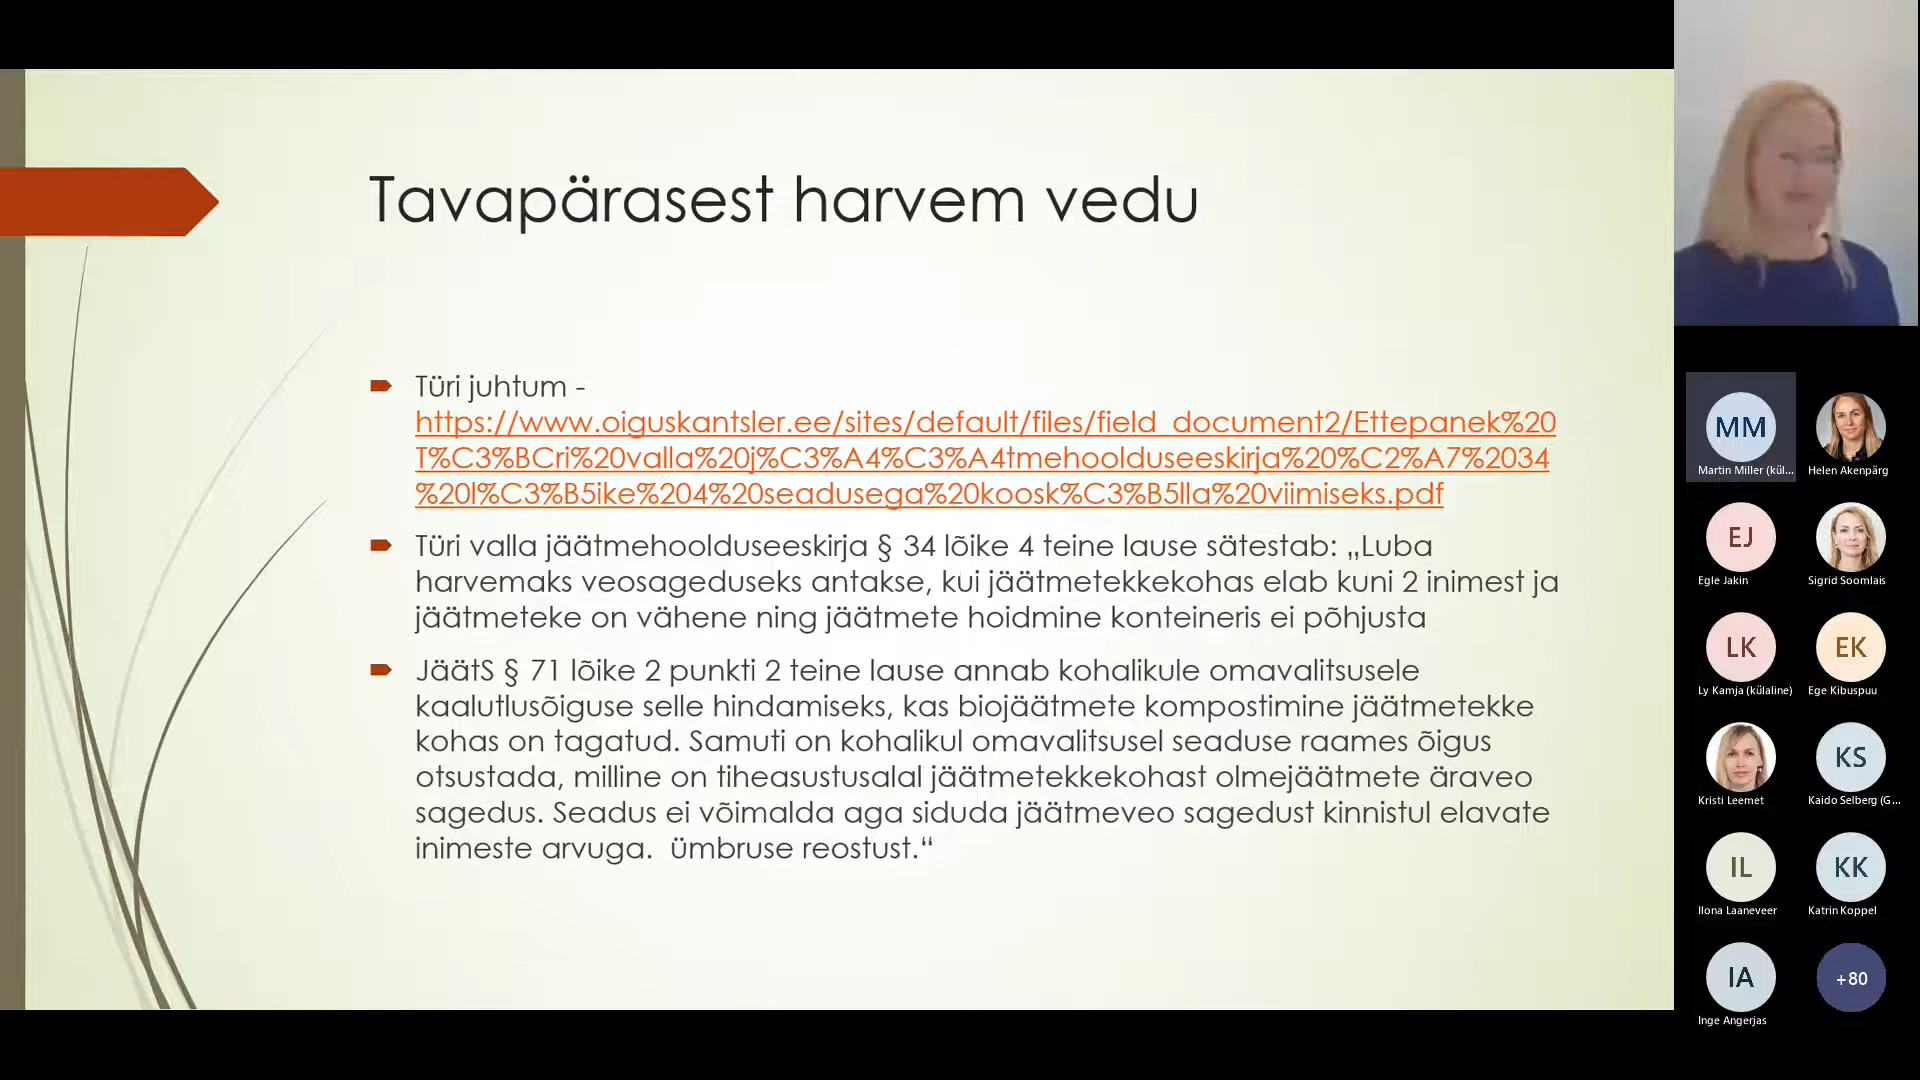 Tavapärasest harvem vedu
Türi juhtum -
https://www.oiguskantsler.ee/sites/default/files/field_document2/Ettepanek%20
T%C3%BCri%20valla%20j%C3%A4%C3%A4tmehoolduseeskirja%20%C2%A7%2034
%20l%C3%B5ike%204%20seadusega%20koosk%C3%B5lla%20viimiseks.pdf
Türi valla jäätmehoolduseeskirja § 34 lõike 4 teine lause sätestab: „Luba
harvemaks veosageduseks antakse, kui jäätmetekkekohas elab kuni 2 inimest ja
jäätmeteke on vähene ning jäätmete hoidmine konteineris ei põhjusta
JäätS § 71 lõike 2 punkti 2 teine lause annab kohalikule omavalitsusele
kaalutlusõiguse selle hindamiseks, kas biojäätmete kompostimine jäätmetekke
kohas on tagatud. Samuti on kohalikul omavalitsusel seaduse raames õigus
otsustada, milline on tiheasustusalal jäätmetekkekohast olmejäätmete äraveo
sagedus. Seadus ei võimalda aga siduda jäätmeveo sagedust kinnistul elavate
inimeste arvuga.  ümbruse reostust.“
MM
Martin Miller (kül...
Helen Akenpärg
EJ
Egle Jakin
Sigrid Soomlais
LK
Ly Kamja (külaline)
EK
Ege Kibuspuu
Kristi Leemet
KS
Kaido Selberg (G...
IL
Ilona Laaneveer
KK
Katrin Koppel
IA
Inge Angerjas
+80